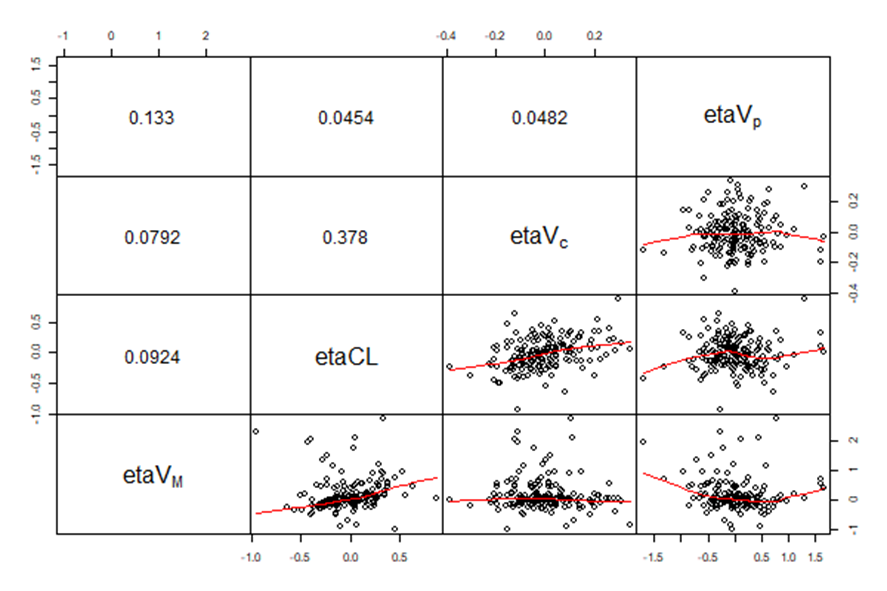 -1 0 1 2 -0.4 -0.2 0.0 0.2
1.5 0.5 -0.5 -1.5
0.133 0.0454 0.0482 etaVp
0.0792 0.378 etaVc
0.2 0.0 -0.2 -0.4
0.0924 etaCL
0.5 0.0 -0.5 -1.0
etaVM
2 1 0 -1
-1.0 -0.5 0.0 0.5 -1.5 -0.5 0.5 1.0 1.5